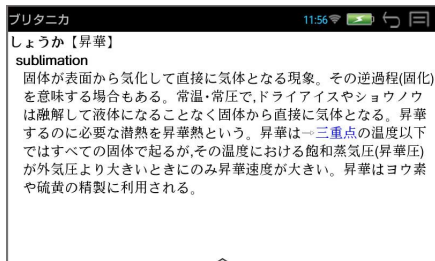 ブリタニカ 11:56
しょうか【昇華】
sublimation
固体が表面から気化して直接に気体となる現象。その逆過程(固化)
を意味する場合もある。常温･常圧で,ドライアイスやショウノウ
は融解して液体になることなく固体から直接に気体となる。昇華
するのに必要な潜熱を昇華熱という。昇華は→三重点の温度以下
ではすべての固体で起るが,その温度における飽和蒸気圧(昇華圧)
が外気圧より大きいときにのみ昇華速度が大きい。昇華はヨウ素
や硫黄の精製に利用される。